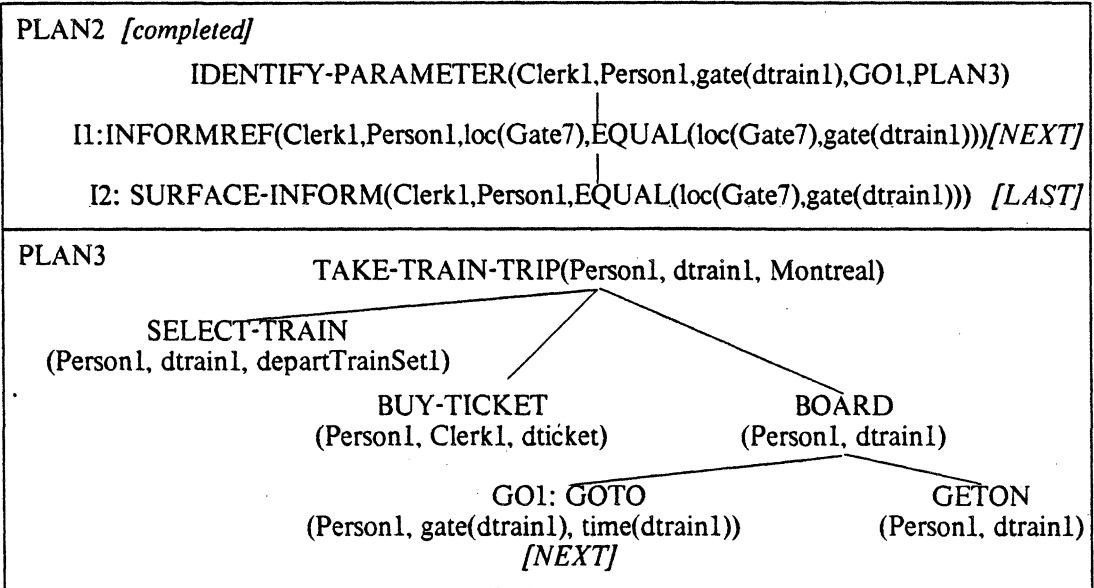 PLAN2 [completed]
IDENTIFY-PARAMETER(Clerk1,Person1,gate(dtrain1),GO1,PLAN3)
I1:INFORMREF(Clerk1,Person1,loc(Gate7),EQUAL(loc(Gate7),gate(dtrain1)))[NEXT]
I2: SURFACE-INFORM(Clerk1,Person1,EQUAL(loc(Gate7),gate(dtrain1))) [LAST]
PLAN3
TAKE-TRAIN-TRIP(Person1, dtrain1, Montreal)
SELECT-TRAIN
(Person1, dtrain1, departTrainSet1)
BUY-TICKET BOARD
(Person1, Clerk1, dticket) (Person1, dtrain1)
GO1: GOTO GETON
(Person1, gate(dtrain1), time(dtrain1)) (Person1, dtrain1)
[NEXT]